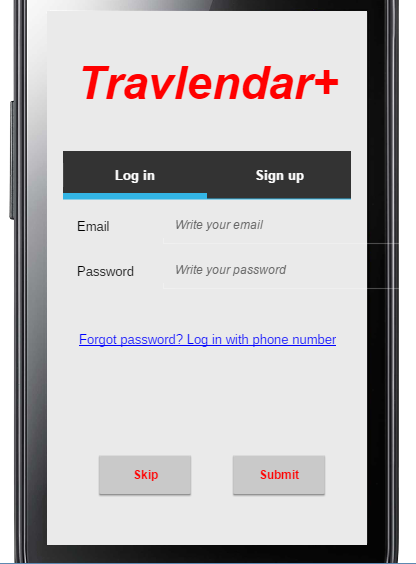 Travlendar+
Log in Sign up
Email Write your email
Password Write your password
Forgot password? Log in with phone number
Skip Submit